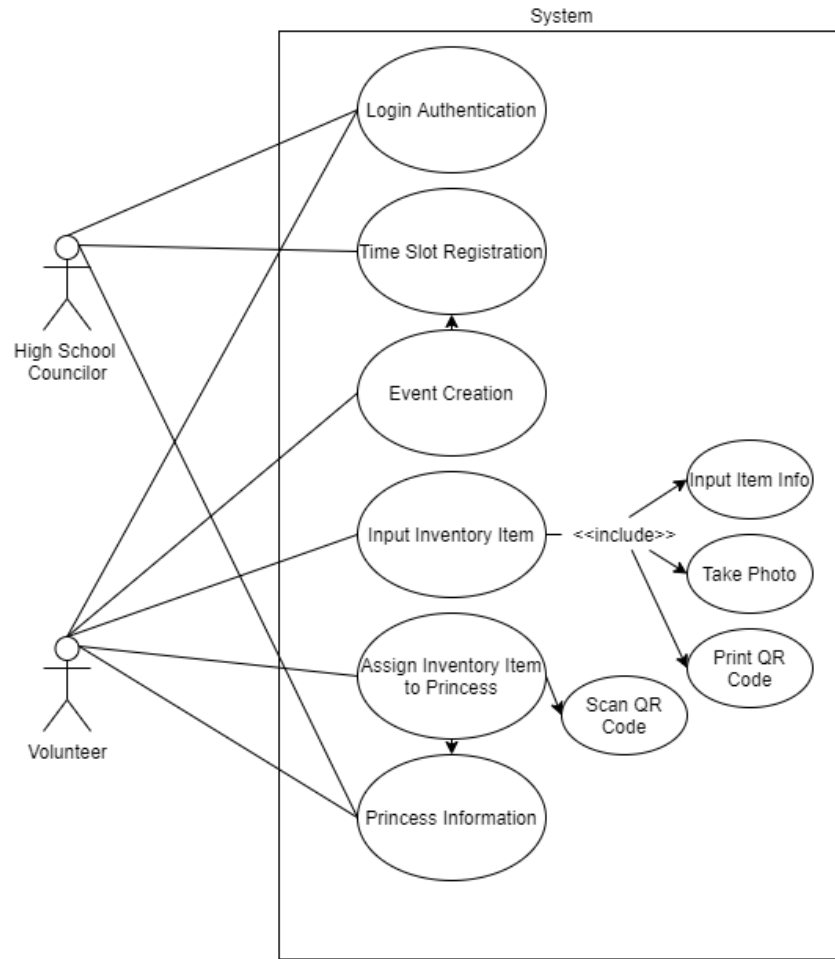 System
Login Authentication
Time Slot Registration
High School
Councilor
Event Creation
Input Item Info
Input Inventory Item
<<include>>
Take Photo
Print QR
Code
Assign Inventory Item
to Princess
Scan QR
Code
Volunteer
Princess Information